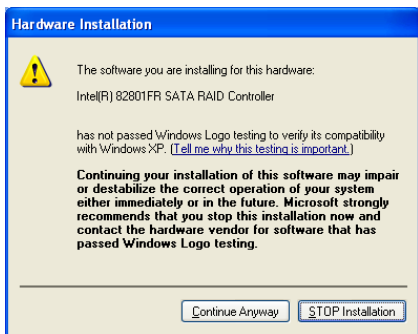 Hardware Installation
The software you are installing for this hardware:
Intel(R) 82801FR SATA RAID Controller
has not passed Windows Logo testing to verify its compatibility
with Windows XP. (Tell me why this testing is important.)
Continuing your installation of this software may impair
or destabilize the correct operation of your system
either immediately or in the future. Microsoft strongly
recommends that you stop this installation now and
contact the hardware vendor for software that has
passed Windows Logo testing.
Continue Anyway STOP Installation